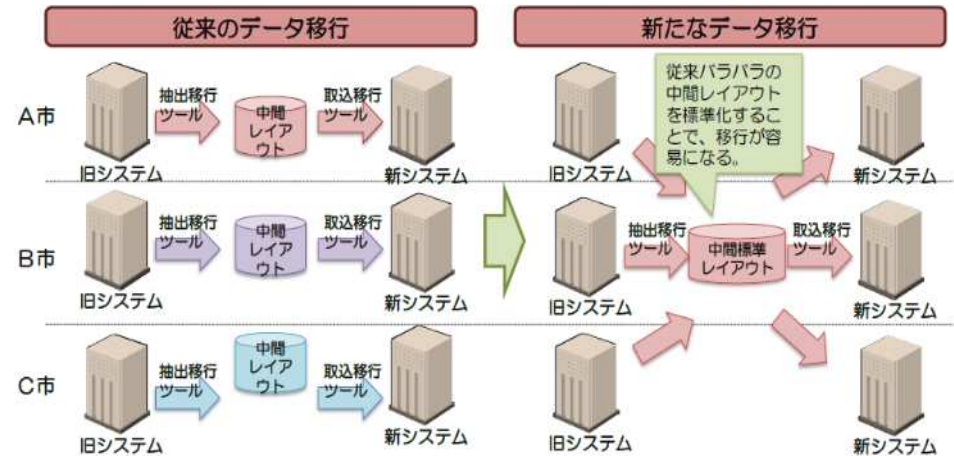 従来のデータ移行
新たなデータ移行
A市
抽出移行
ツール
中間
レイア
ウト
取込移行
ツール
旧システム
新システム
従来バラバラの
中間レイアウト
を標準化するこ
とで、移行が容
易になる。
旧システム
新システム
B市
抽出移行
ツール
中間
レイア
ウト
取込移行
ツール
旧システム
新システム
抽出移行
ツール
中間標準
レイアウト
取込移行
ツール
旧システム
新システム
C市
抽出移行
ツール
中間
レイア
ウト
取込移行
ツール
旧システム
新システム
旧システム
新システム